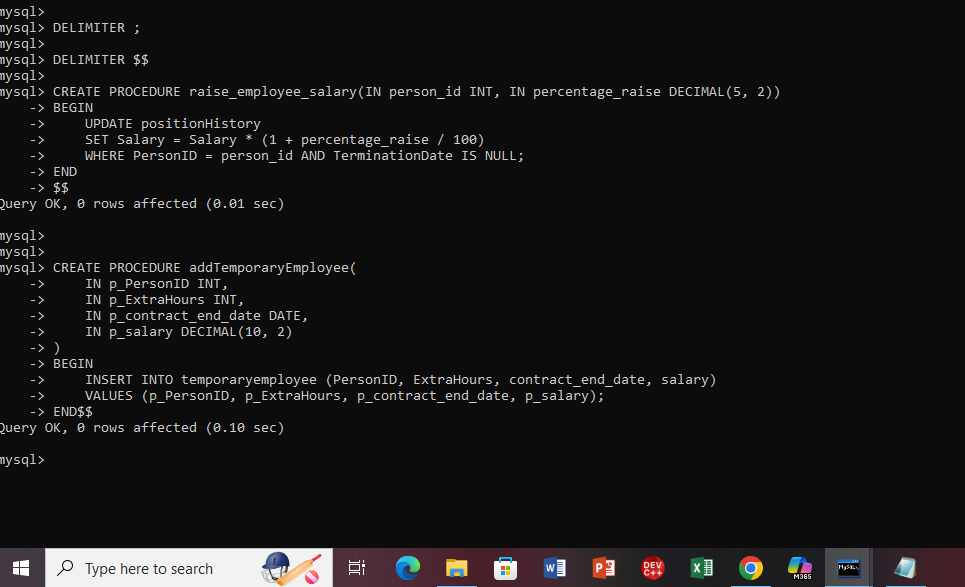 mysql>
mysql> DELIMITER ;
mysql>
mysql> DELIMITER $$
mysql>
mysql> CREATE PROCEDURE raise_employee_salary(IN person_id INT, IN percentage_raise DECIMAL(5, 2))
    -> BEGIN
    ->     UPDATE positionHistory
    ->     SET Salary = Salary * (1 + percentage_raise / 100)
    ->     WHERE PersonID = person_id AND TerminationDate IS NULL;
    -> END
    -> $$
Query OK, 0 rows affected (0.01 sec)

mysql>
mysql>
mysql> CREATE PROCEDURE addTemporaryEmployee(
    ->     IN p_PersonID INT,
    ->     IN p_ExtraHours INT,
    ->     IN p_contract_end_date DATE,
    ->     IN p_salary DECIMAL(10, 2)
    -> )
    -> BEGIN
    ->     INSERT INTO temporaryemployee (PersonID, ExtraHours, contract_end_date, salary)
    ->     VALUES (p_PersonID, p_ExtraHours, p_contract_end_date, p_salary);
    -> END$$
Query OK, 0 rows affected (0.10 sec)

mysql>
Type here to search
W
P
DEV
C++
X
M365
MySQL